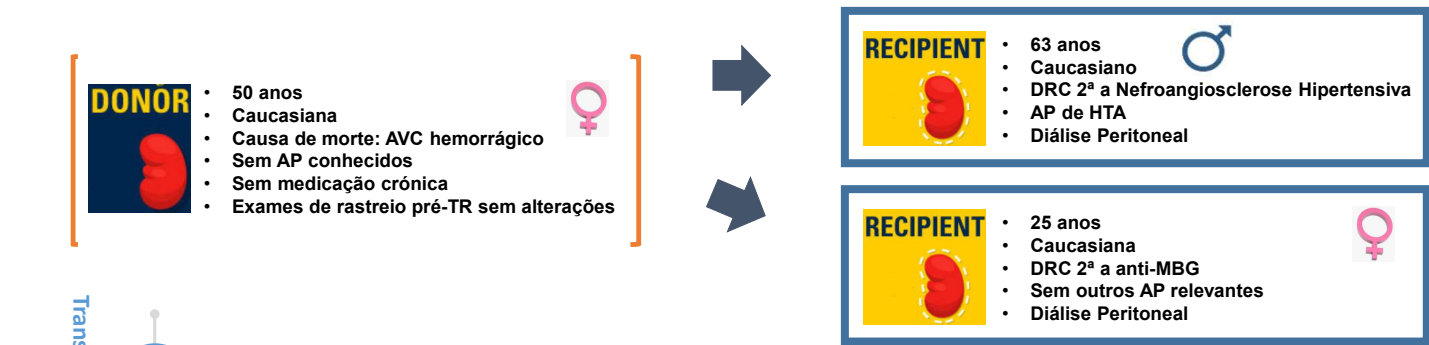 DONOR
• 50 anos
• Caucasiana
• Causa de morte: AVC hemorrágico
• Sem AP conhecidos
• Sem medicação crónica
• Exames de rastreio pré-TR sem alterações
RECIPIENT
• 63 anos
• Caucasiano
• DRC 2ª a Nefroangiosclerose Hipertensiva
• AP de HTA
• Diálise Peritoneal
RECIPIENT
• 25 anos
• Caucasiana
• DRC 2ª a anti-MBG
• Sem outros AP relevantes
• Diálise Peritoneal
Trans